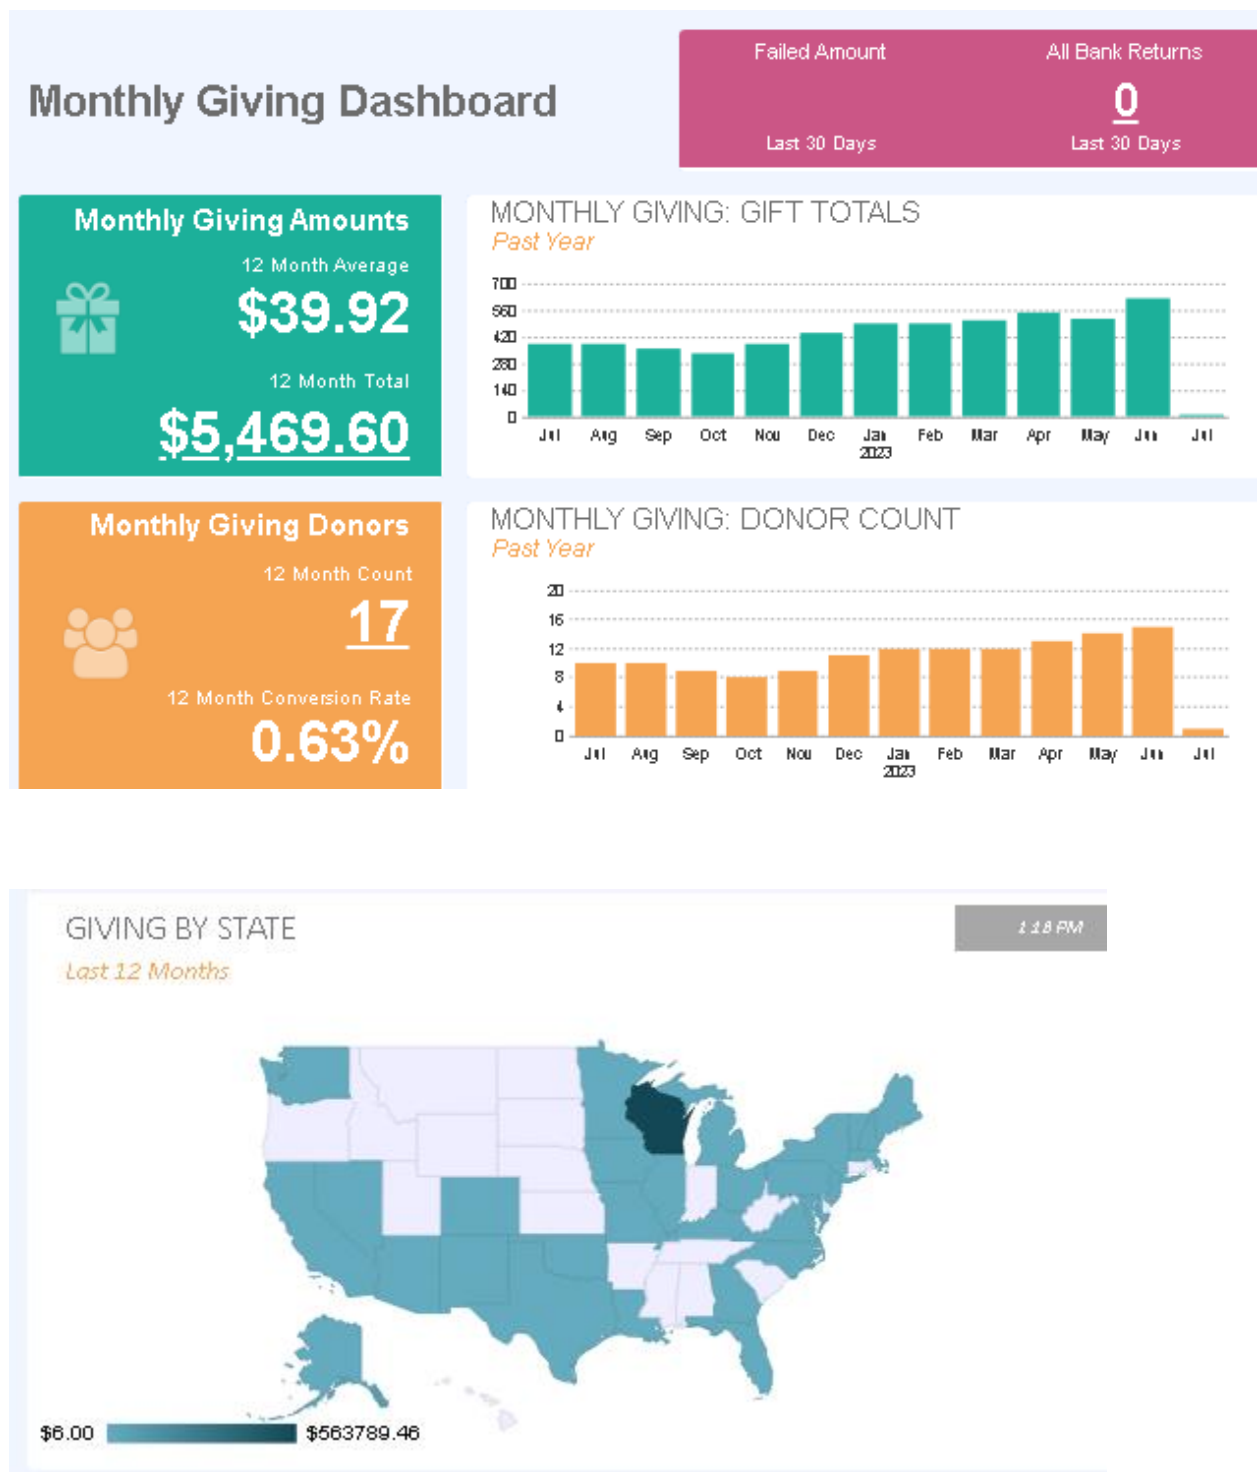 Monthly Giving Dashboard
Failed Amount
Last 30 Days
All Bank Returns
0
Last 30 Days
Monthly Giving Amounts
12 Month Average
$39.92
12 Month Total
$5,469.60
MONTHLY GIVING: GIFT TOTALS
Past Year
700
560
420
280
140
0
Jul Aug Sep Oct Nov Dec Jan Feb Mar Apr May Jun Jul
2023
Monthly Giving Donors
12 Month Count
17
12 Month Conversion Rate
0.63%
MONTHLY GIVING: DONOR COUNT
Past Year
20
16
12
8
4
0
Jul Aug Sep Oct Nov Dec Jan Feb Mar Apr May Jun Jul
2023
GIVING BY STATE
Last 12 Months
1:18 PM
$6.00
$563789.46